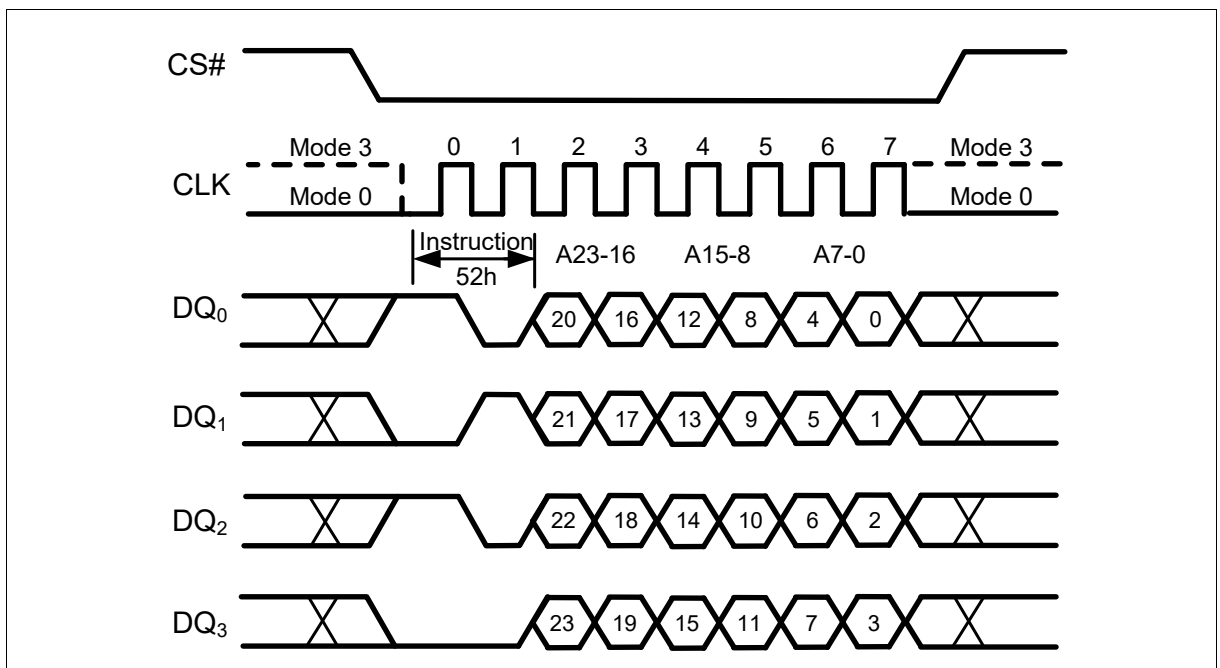 CS#
0 1 2 3 4 5 6 7
Mode 3 Mode 3
CLK
Mode 0 Mode 0
Instruction
A23-16 A15-8 A7-0
52h
DQ0 20 16 12 8 4 0
DQ1 21 17 13 9 5 1
DQ2 22 18 14 10 6 2
DQ3 23 19 15 11 7 3